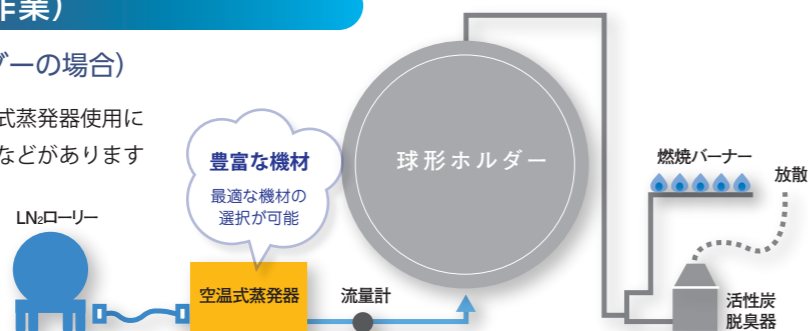 作業）
ダーの場合）
式蒸発器使用に
などがあります
豊富な機材
最適な機材の
選択が可能
球形ホルダー
燃焼バーナー
放散
LN₂ローリー
空温式蒸発器
流量計
活性炭
脱臭器